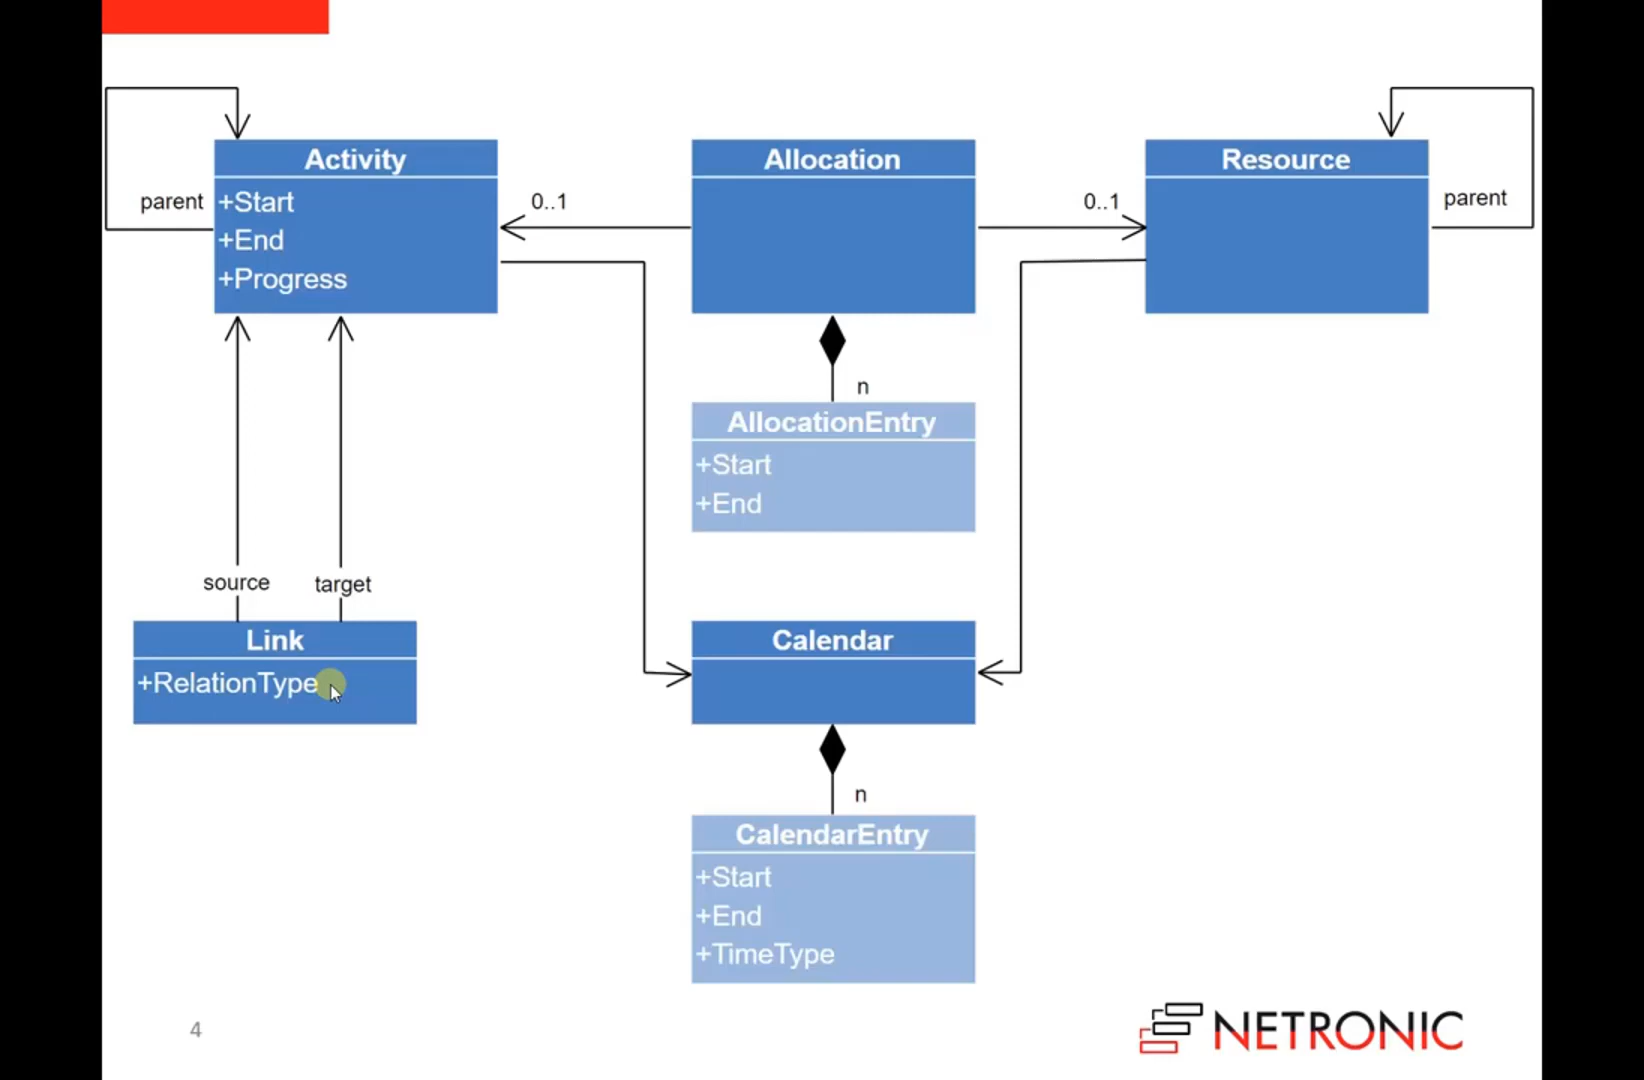 Activity
parent
+Start
+End
+Progress
0..1
Allocation
0..1
Resource
parent
n
AllocationEntry
+Start
+End
source
target
Link
+RelationType
Calendar
n
CalendarEntry
+Start
+End
+TimeType
4
NETRONIC